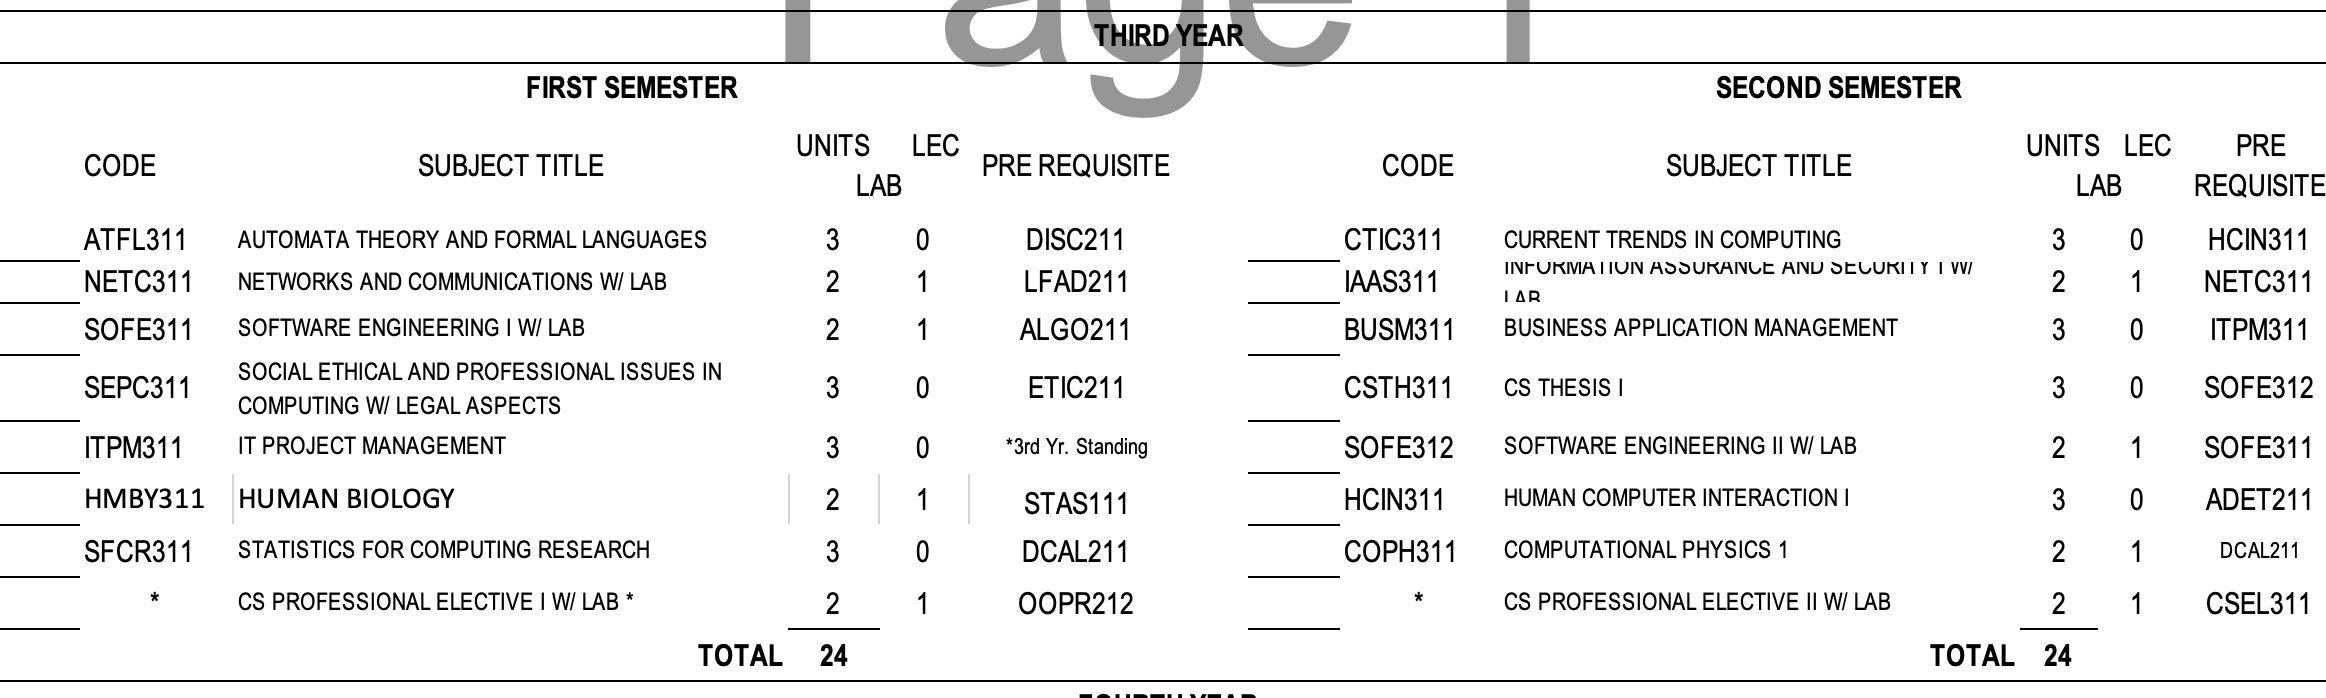 Page 1
THIRD YEAR
FIRST SEMESTER
CODE SUBJECT TITLE UNITS LEC LAB PRE REQUISITE
ATFL311 AUTOMATA THEORY AND FORMAL LANGUAGES 3 0 DISC211
NETC311 NETWORKS AND COMMUNICATIONS W/ LAB 2 1 LFAD211
SOFE311 SOFTWARE ENGINEERING I W/ LAB 2 1 ALGO211
SEPC311 SOCIAL ETHICAL AND PROFESSIONAL ISSUES IN
COMPUTING W/ LEGAL ASPECTS 3 0 ETIC211
ITPM311 IT PROJECT MANAGEMENT 3 0 *3rd Yr. Standing
HMBY311 HUMAN BIOLOGY 2 1 STAS111
SFCR311 STATISTICS FOR COMPUTING RESEARCH 3 0 DCAL211
* CS PROFESSIONAL ELECTIVE I W/ LAB * 2 1 OOPR212
TOTAL 24
SECOND SEMESTER
CODE SUBJECT TITLE UNITS LEC LAB PRE REQUISITE
CTIC311 CURRENT TRENDS IN COMPUTING 3 0 HCIN311
IAAS311 INFORMATION ASSURANCE AND SECURITY I W/
LAB 2 1 NETC311
BUSM311 BUSINESS APPLICATION MANAGEMENT 3 0 ITPM311
CSTH311 CS THESIS I 3 0 SOFE312
SOFE312 SOFTWARE ENGINEERING II W/ LAB 2 1 SOFE311
HCIN311 HUMAN COMPUTER INTERACTION I 3 0 ADET211
COPH311 COMPUTATIONAL PHYSICS 1 2 1 DCAL211
* CS PROFESSIONAL ELECTIVE II W/ LAB 2 1 CSEL311
TOTAL 24
FOURTH YEAR